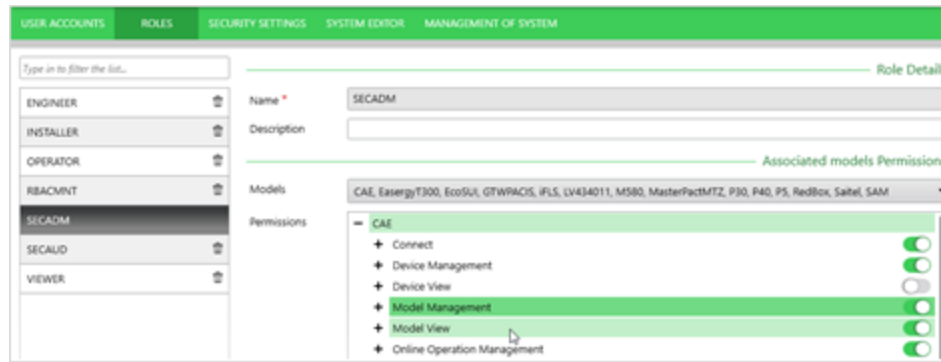 USER ACCOUNTS ROLES SECURITY SETTINGS SYSTEM EDITOR MANAGEMENT OF SYSTEM
Type in to filter the list...
ENGINEER
INSTALLER
OPERATOR
RBACMNT
SECADM
SECAUD
VIEWER
Role Detail
Name * SECADM
Description
Associated models Permission
Models CAE, EasergyT300, EcoSUI, GTWPACIS, iFLS, LV434011, M580, MasterPactMTZ, P30, P40, P5, RedBox, Saitel, SAM
Permissions
CAE
Connect
Device Management
Device View
Model Management
Model View
Online Operation Management